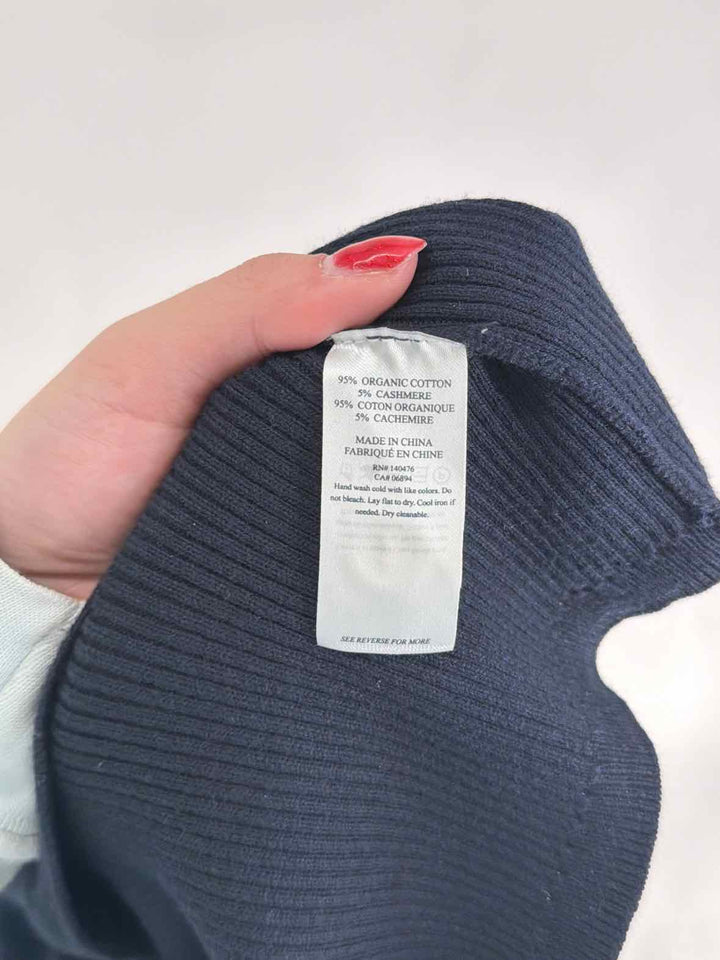 95% ORGANIC COTTON
5% CASHMERE
95% COTON ORGANIQUE
5% CACHEMIRE
MADE IN CHINA
FABRIQUÉ EN CHINE
RN# 140476
CA# 06894
Hand wash cold with like colors. Do
not bleach. Lay flat to dry. Cool iron if
needed. Dry cleanable.
SEE REVERSE FOR MORE